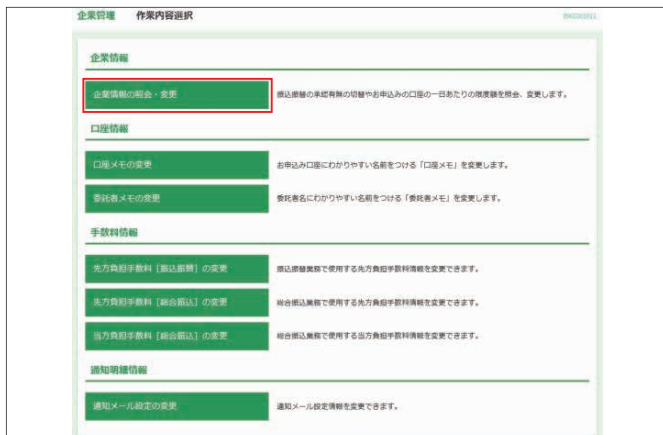 企業管理 作業内容選択 BKGI001
企業情報
企業情報の照会・変更 振込振替の承認有無の切替やお申込みの口座の一日あたりの限度額を照会、変更します。
口座情報
口座メモの変更 お申込み口座にわかりやすい名前をつける「口座メモ」を変更します。
委託者メモの変更 委託者名にわかりやすい名前をつける「委託者メモ」を変更します。
手数料情報
先方負担手数料［振込振替］の変更 振込振替業務で使用する先方負担手数料情報を変更できます。
先方負担手数料［総合振込］の変更 総合振込業務で使用する先方負担手数料情報を変更できます。
当方負担手数料［総合振込］の変更 総合振込業務で使用する当方負担手数料情報を変更できます。
通知明細情報
通知メール設定の変更 通知メール設定情報を変更できます。